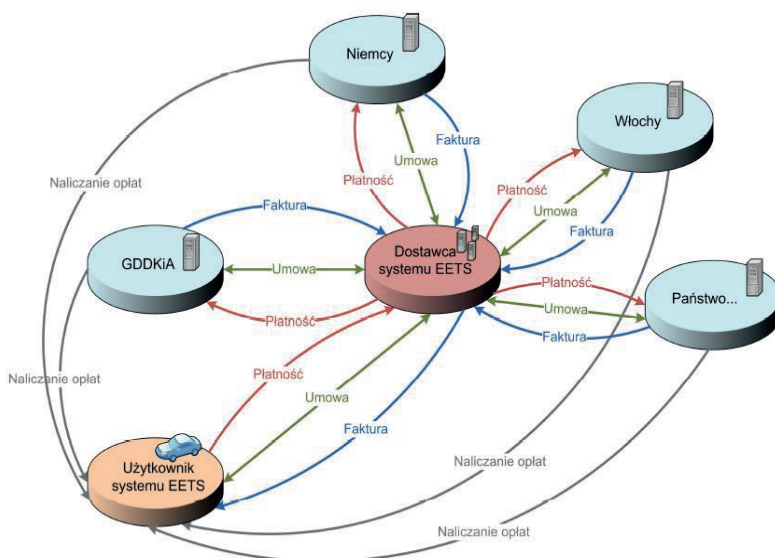 Niemcy
Włochy
Faktura
Umowa
Naliczanie opłat
Płatność
Płatność
Faktura
Umowa
Faktura
Dostawca
systemu EETS
GDDKiA
Umowa
Płatność
Państwo...
Umowa
Płatność
Faktura
Płatność
Naliczanie opłat
Umowa
Faktura
Użytkownik
systemu EETS
Naliczanie opłat
Naliczanie opłat